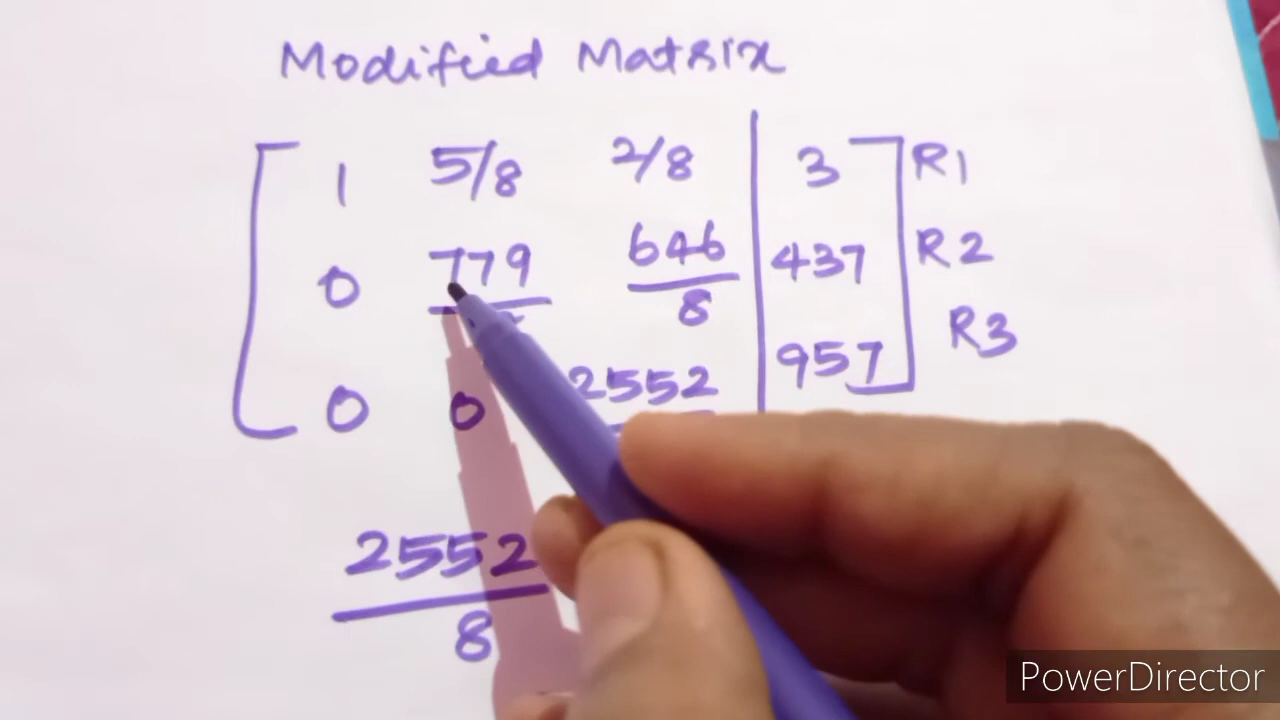 Modified Matrix
1 5/8 2/8 3 R1
0 779 646/8 437 R2
0 0 2552 957 R3
2552/8
PowerDirector